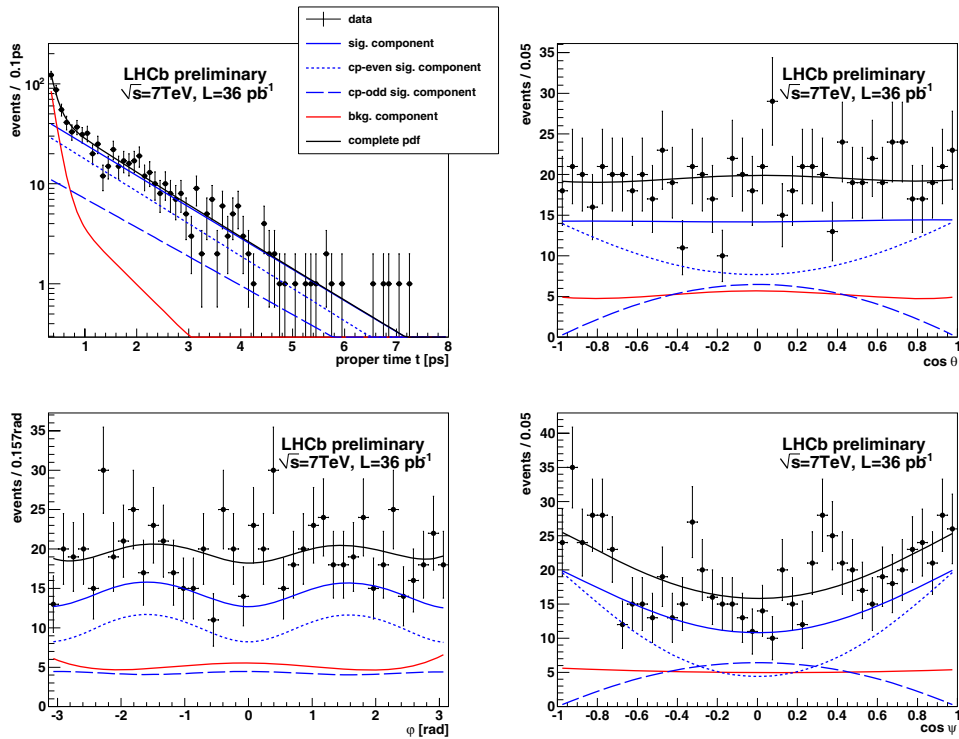 data
sig. component
cp-even sig. component
cp-odd sig. component
bkg. component
complete pdf
events / 0.1ps
10²
10
1
LHCb preliminary
√s=7TeV, L=36 pb⁻¹
1 2 3 4 5 6 7 8
proper time t [ps]
events / 0.05
35
30
25
20
15
10
5
0
LHCb preliminary
√s=7TeV, L=36 pb⁻¹
-1 -0.8 -0.6 -0.4 -0.2 0 0.2 0.4 0.6 0.8 1
cos θ
events / 0.157rad
35
30
25
20
15
10
5
0
LHCb preliminary
√s=7TeV, L=36 pb⁻¹
-3 -2 -1 0 1 2 3
φ [rad]
events / 0.05
40
35
30
25
20
15
10
5
0
LHCb preliminary
√s=7TeV, L=36 pb⁻¹
-1 -0.8 -0.6 -0.4 -0.2 0 0.2 0.4 0.6 0.8 1
cos ψ